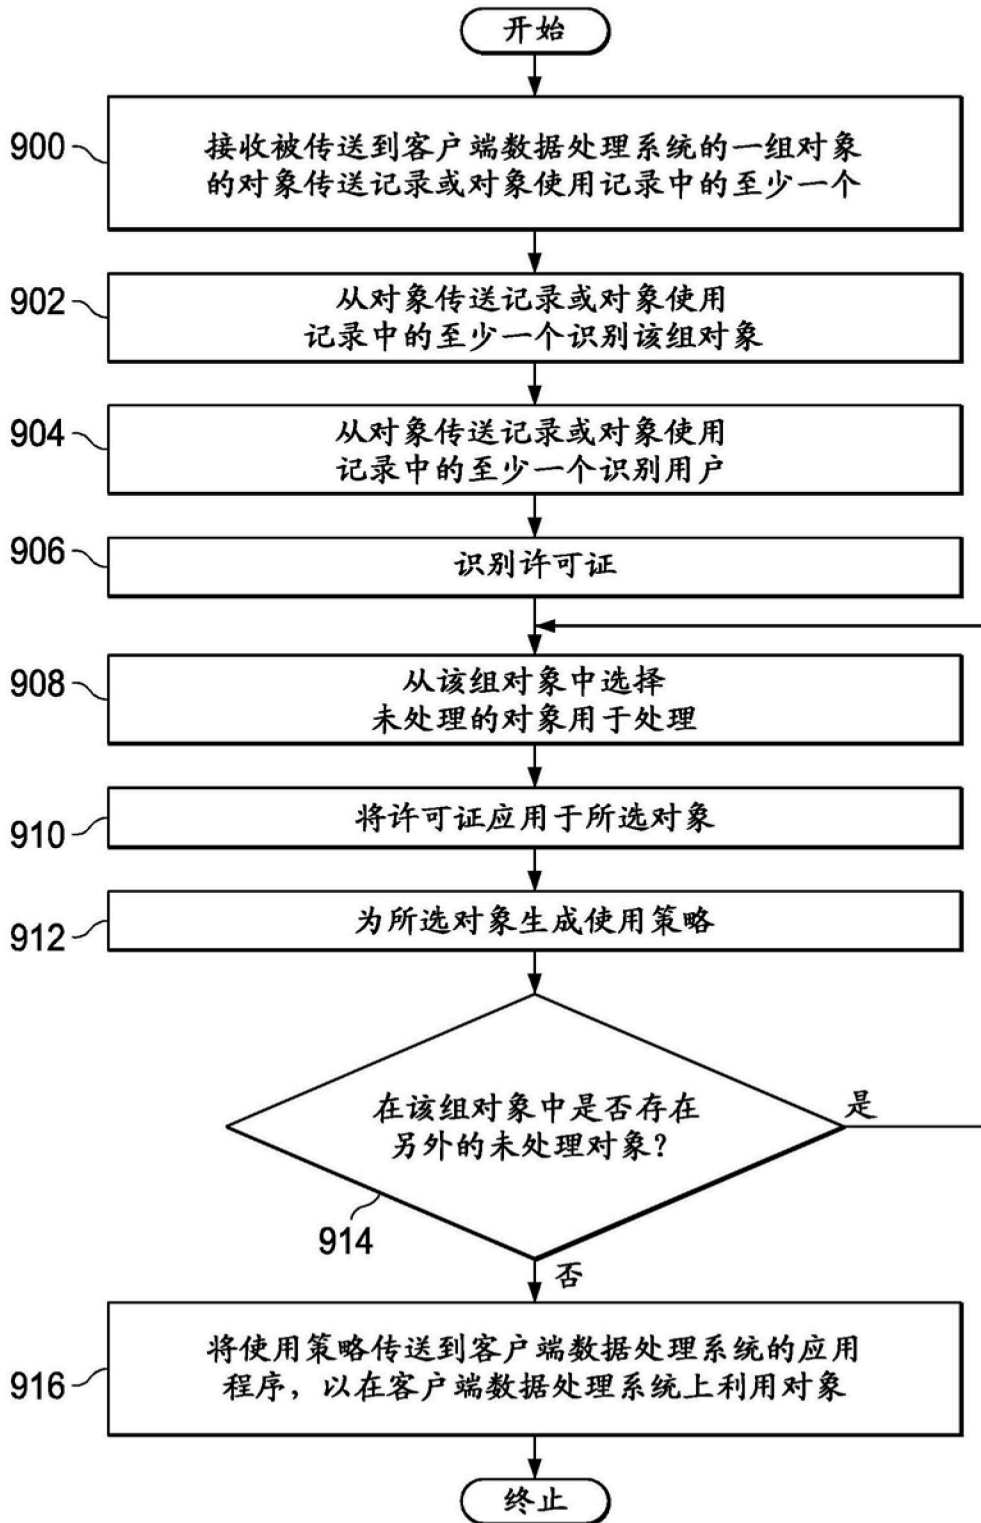 开始
900
接收被传送到客户端数据处理系统的一组对象
的对象传送记录或对象使用记录中的至少一个
902
从对象传送记录或对象使用
记录中的至少一个识别该组对象
904
从对象传送记录或对象使用
记录中的至少一个识别用户
906
识别许可证
908
从该组对象中选择
未处理的对象用于处理
910
将许可证应用于所选对象
912
为所选对象生成使用策略
在该组对象中是否存在
另外的未处理对象?
是
914
否
916
将使用策略传送到客户端数据处理系统的应用
程序，以在客户端数据处理系统上利用对象
终止